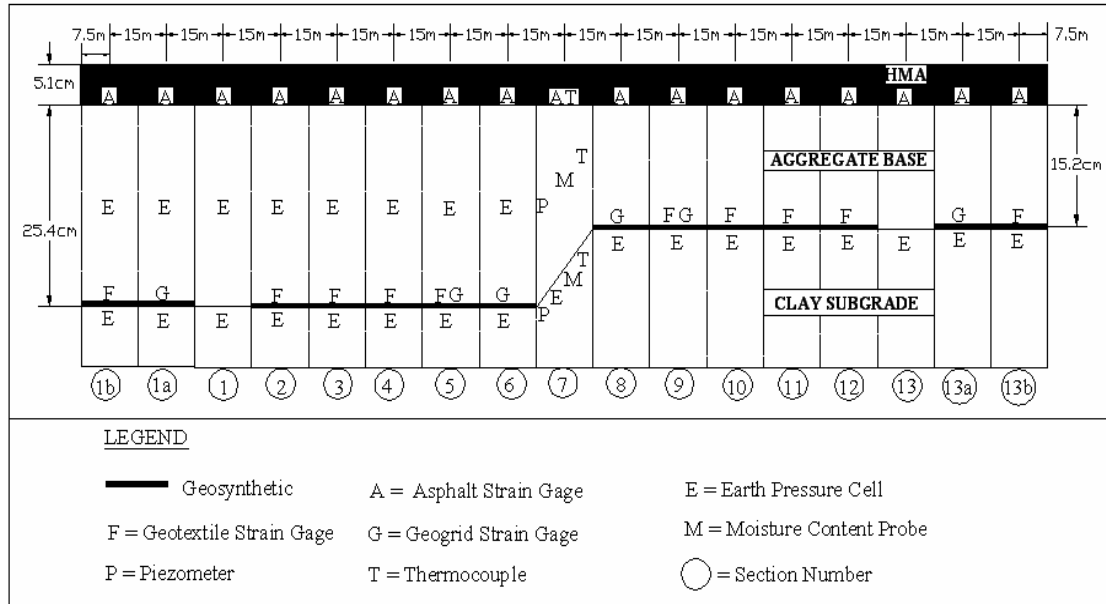 7.5m 15m 15m 15m 15m 15m 15m 15m 15m 15m 15m 15m 15m 15m 15m 15m 15m 7.5m
5.1cm HMA
A A A A A A A A AT A A A A A A A A
T
AGGREGATE BASE
15.2cm
M
E E E E E E E E P
25.4cm
G FG F F F G F
E E E E E E E E
T
F G F F F FG G M
E CLAY SUBGRADE
E E E E E E E E P
1b 1a 1 2 3 4 5 6 7 8 9 10 11 12 13 13a 13b
LEGEND
Geosynthetic A = Asphalt Strain Gage E = Earth Pressure Cell
F = Geotextile Strain Gage G = Geogrid Strain Gage M = Moisture Content Probe
P = Piezometer T = Thermocouple = Section Number